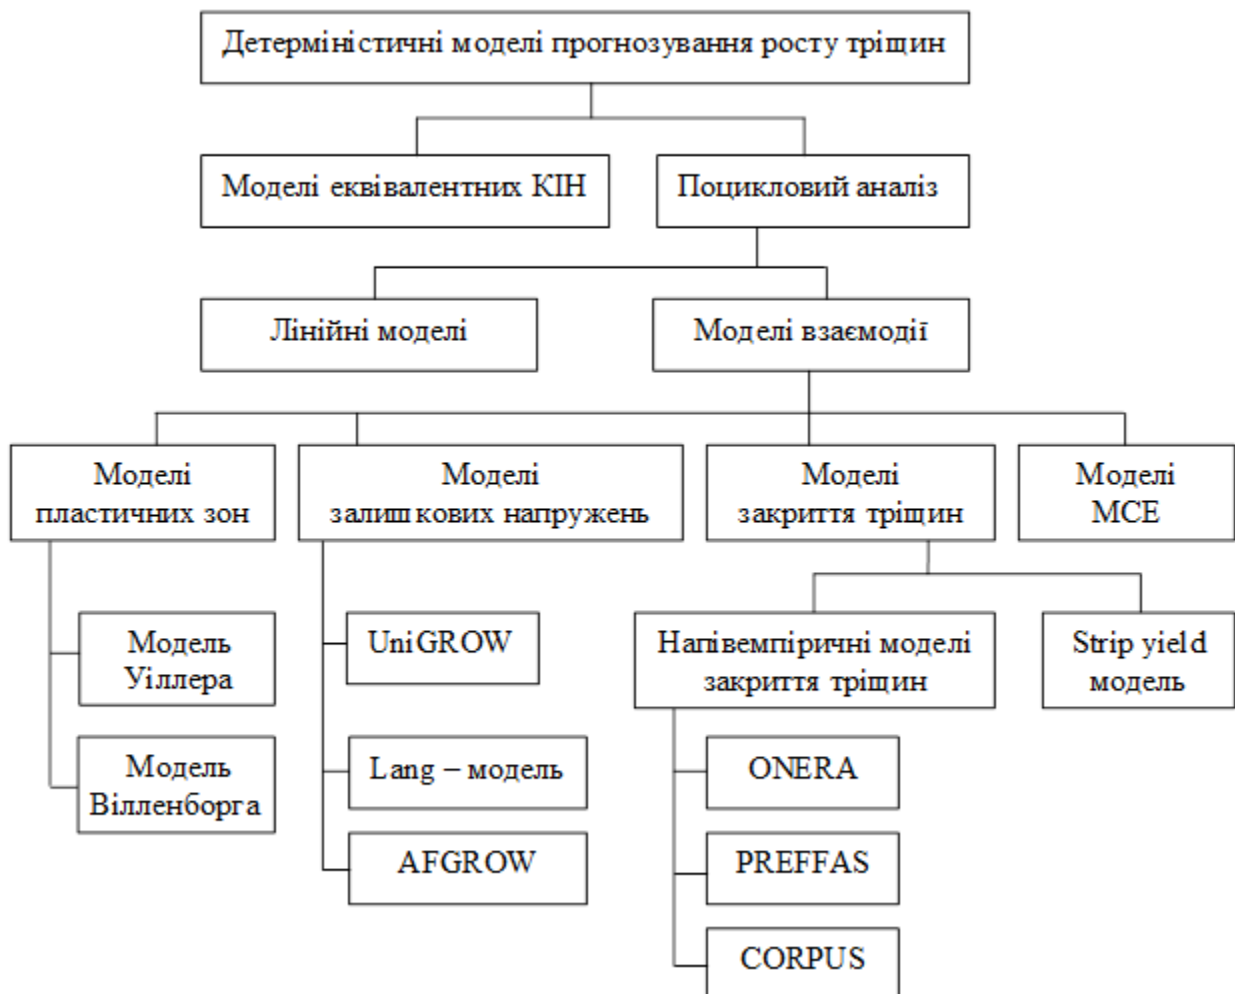 Детерміністичні моделі прогнозування росту тріщин
Моделі еквівалентних КІН
Поцикловий аналіз
Лінійні моделі
Моделі взаємодії
Моделі
пластичних зон
Моделі
залишкових напружень
Моделі
закриття тріщин
Моделі
МСЕ
Модель
Уіллера
Модель
Вілленборга
UniGROW
Lang – модель
AFGROW
Напівемпіричні моделі
закриття тріщин
Strip yield
модель
ONERA
PREFFAS
CORPUS